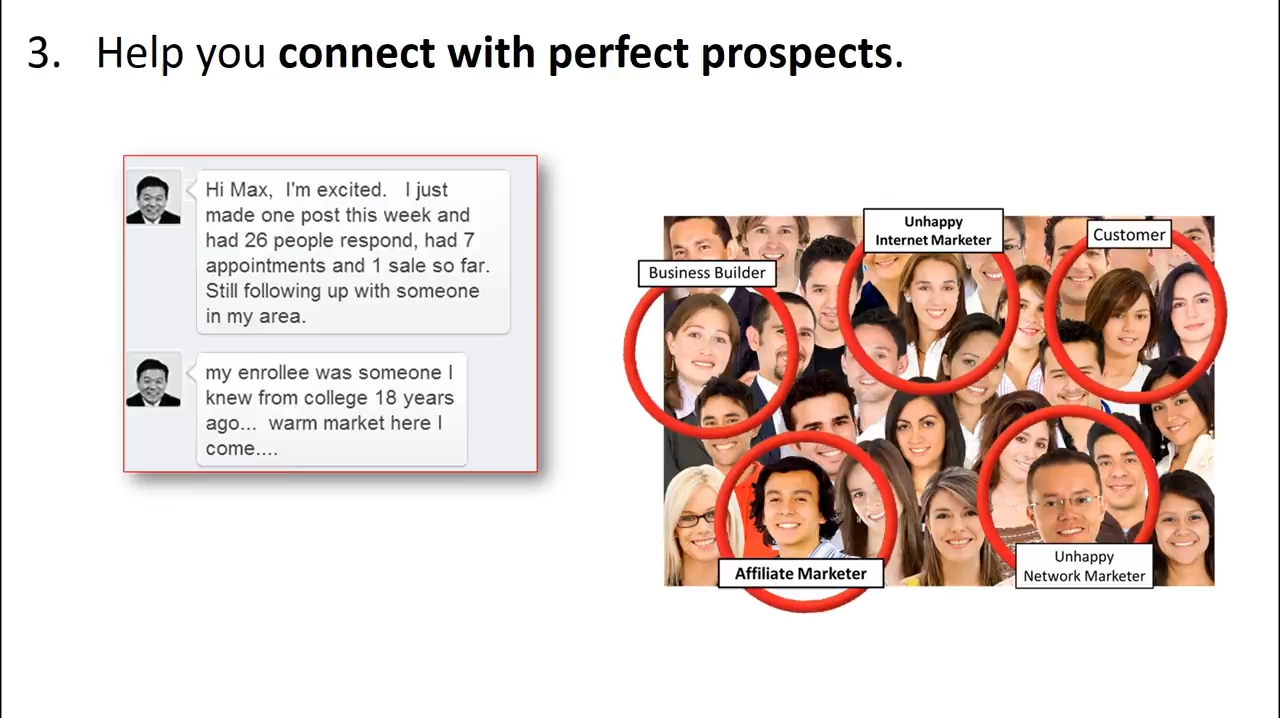 3. Help you connect with perfect prospects.
Hi Max, I'm excited. I just
made one post this week and
had 26 people respond, had 7
appointments and 1 sale so far.
Still following up with someone
in my area.
my enrollee was someone I
knew from college 18 years
ago... warm market here I
come....
Unhappy
Internet Marketer
Customer
Business Builder
Affiliate Marketer
Unhappy
Network Marketer